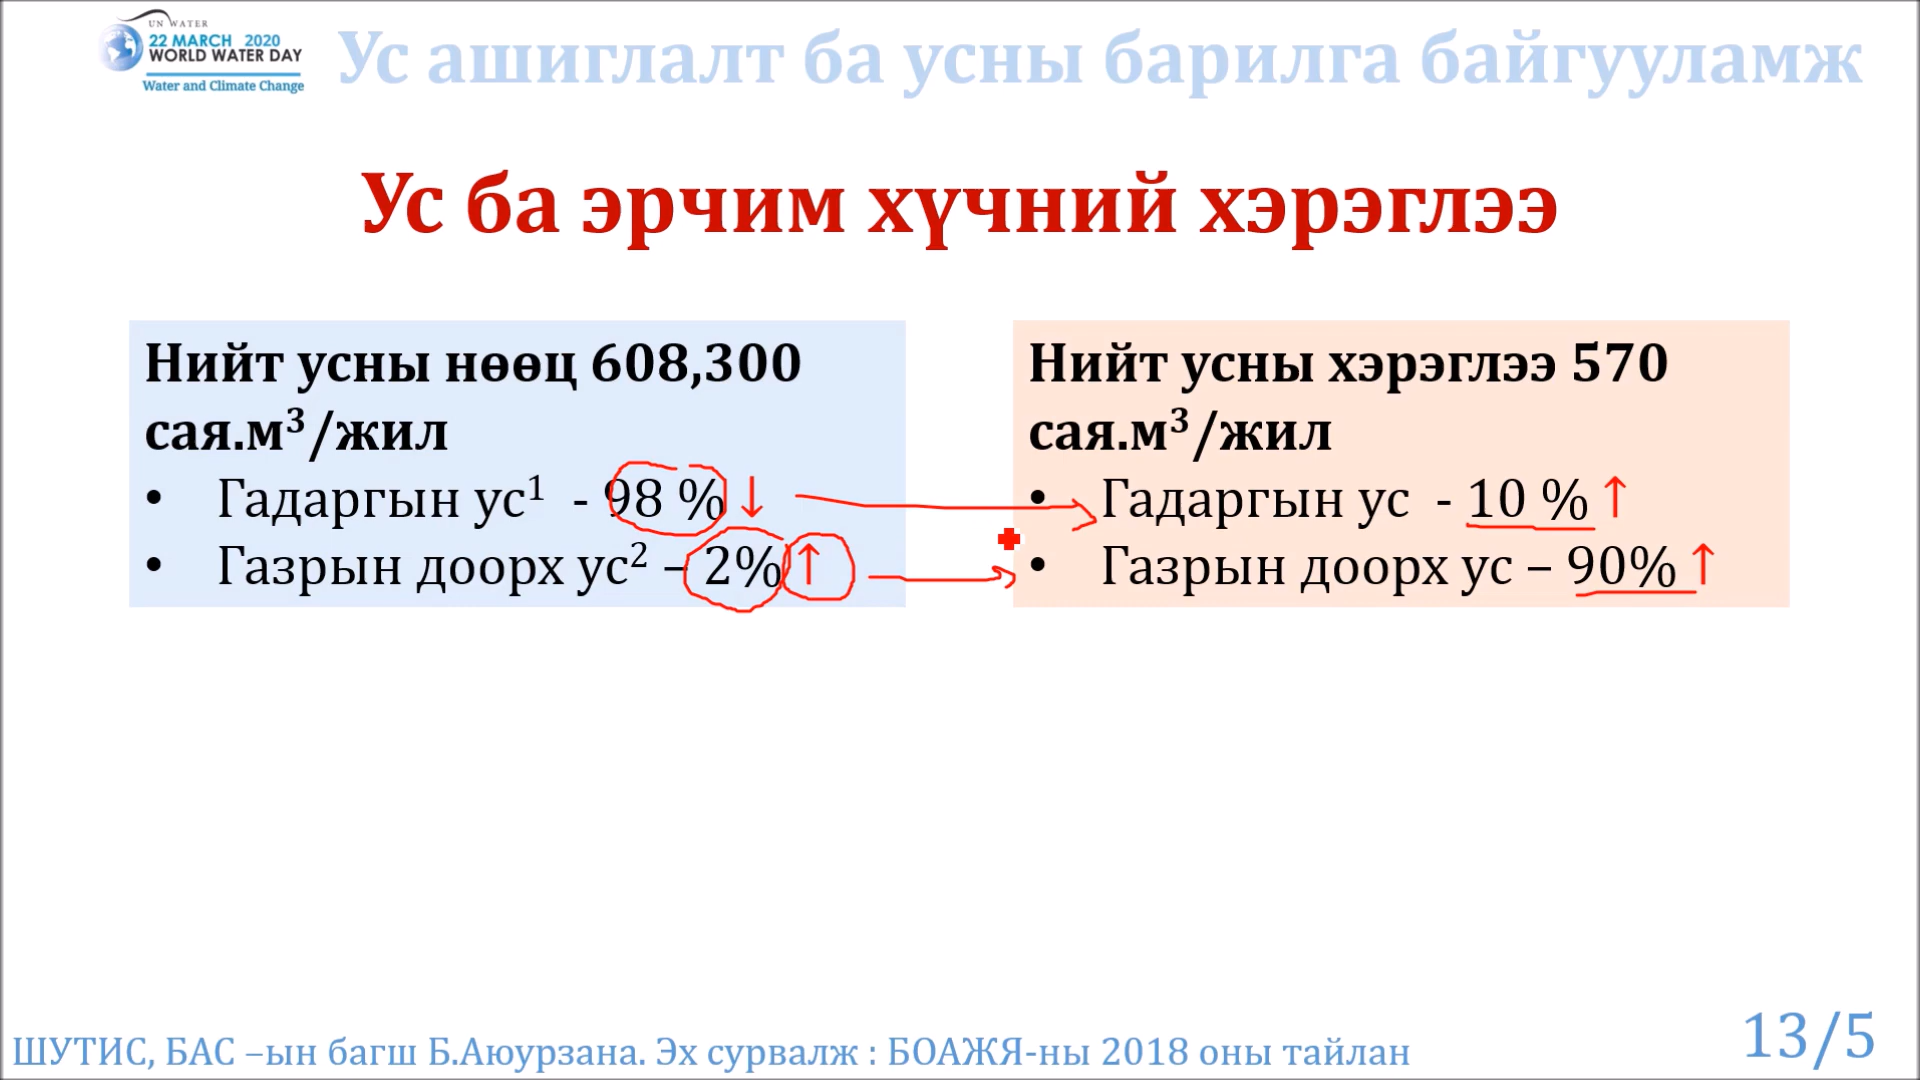 UN WATER
22 MARCH 2020
WORLD WATER DAY
Water and Climate Change
Ус ашиглалт ба усны барилга байгууламж
Ус ба эрчим хүчний хэрэглээ
Нийт усны нөөц 608,300
сая.м³/жил
• Гадаргын ус¹ - 98 % ↓
• Газрын доорх ус² – 2% ↑
Нийт усны хэрэглээ 570
сая.м³/жил
• Гадаргын ус - 10 % ↑
• Газрын доорх ус – 90% ↑
ШУТИС, БАС –ын багш Б.Аюурзана. Эх сурвалж : БОАЖЯ-ны 2018 оны тайлан
13/5